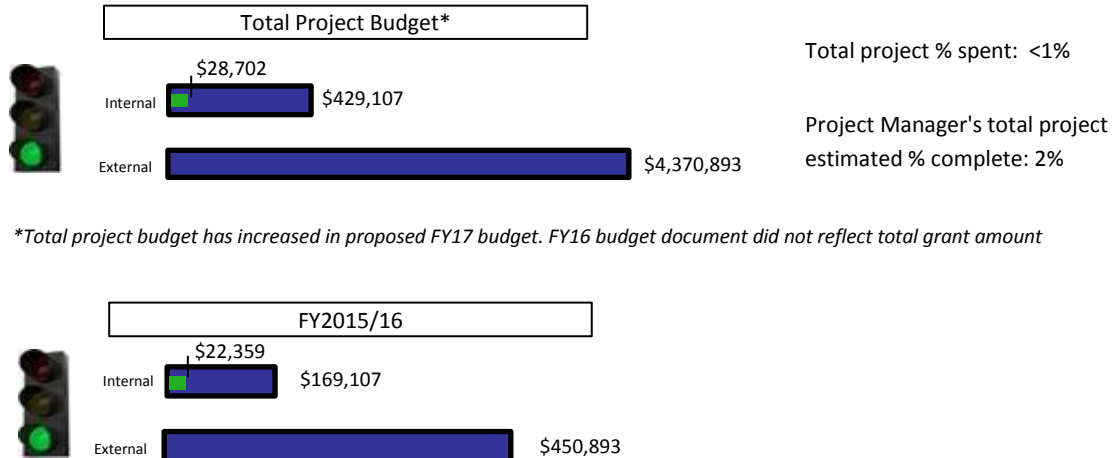 Total Project Budget*
$28,702
Internal
$429,107
External
$4,370,893
Total project % spent: <1%
Project Manager's total project
estimated % complete: 2%
*Total project budget has increased in proposed FY17 budget. FY16 budget document did not reflect total grant amount
FY2015/16
$22,359
Internal
$169,107
External
$450,893